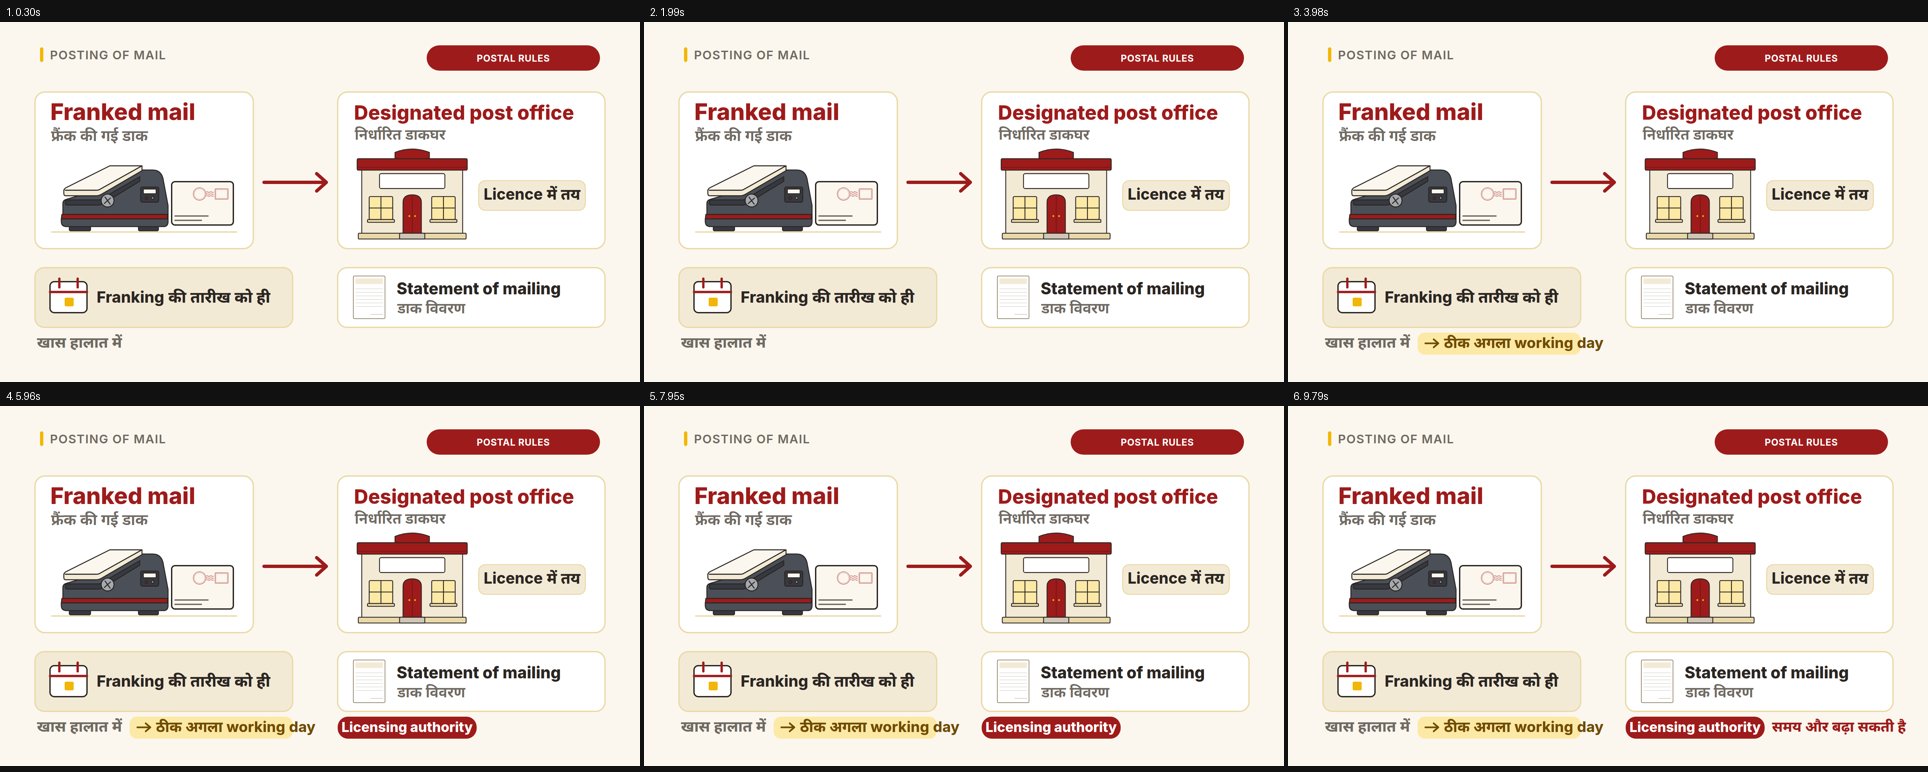 1. 0.30s
POSTING OF MAIL
POSTAL RULES
Franked mail
फ्रैंक की गई डाक
Designated post office
निर्धारित डाकघर
Licence में तय
Franking की तारीख को ही
Statement of mailing
डाक विवरण
खास हालात में
2. 1.99s
POSTING OF MAIL
POSTAL RULES
Franked mail
फ्रैंक की गई डाक
Designated post office
निर्धारित डाकघर
Licence में तय
Franking की तारीख को ही
Statement of mailing
डाक विवरण
खास हालात में
3. 3.98s
POSTING OF MAIL
POSTAL RULES
Franked mail
फ्रैंक की गई डाक
Designated post office
निर्धारित डाकघर
Licence में तय
Franking की तारीख को ही
Statement of mailing
डाक विवरण
खास हालात में → ठीक अगला working day
4. 5.96s
POSTING OF MAIL
POSTAL RULES
Franked mail
फ्रैंक की गई डाक
Designated post office
निर्धारित डाकघर
Licence में तय
Franking की तारीख को ही
Statement of mailing
डाक विवरण
खास हालात में → ठीक अगला working day
Licensing authority
5. 7.95s
POSTING OF MAIL
POSTAL RULES
Franked mail
फ्रैंक की गई डाक
Designated post office
निर्धारित डाकघर
Licence में तय
Franking की तारीख को ही
Statement of mailing
डाक विवरण
खास हालात में → ठीक अगला working day
Licensing authority
6. 9.79s
POSTING OF MAIL
POSTAL RULES
Franked mail
फ्रैंक की गई डाक
Designated post office
निर्धारित डाकघर
Licence में तय
Franking की तारीख को ही
Statement of mailing
डाक विवरण
खास हालात में → ठीक अगला working day
Licensing authority समय और बढ़ा सकती है